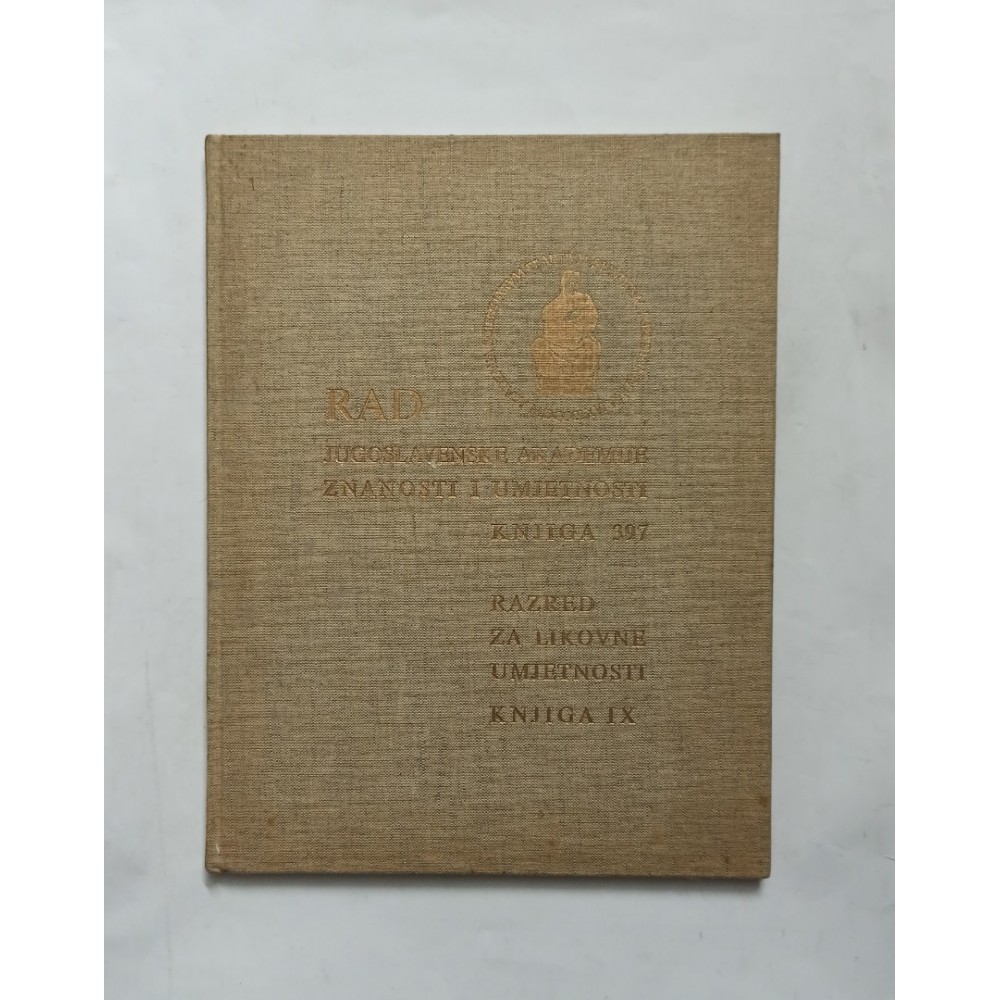 RAD
JUGOSLAVENSKE AKADEMIJE
ZNANOSTI I UMJETNOSTI
KNJIGA 397
RAZRED
ZA LIKOVNE
UMJETNOSTI
KNJIGA IX